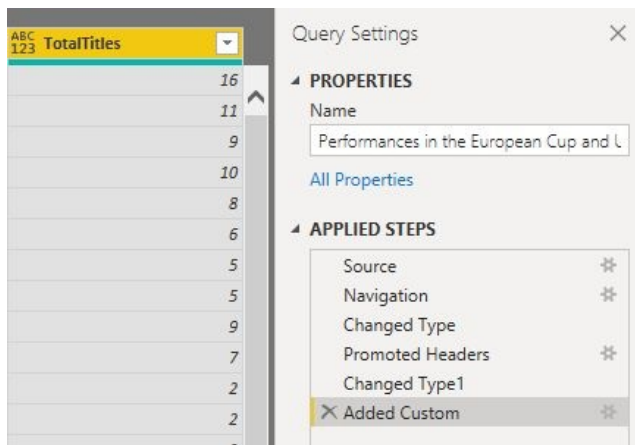 ABC
123 TotalTitles
16
11
9
10
8
6
5
5
9
7
2
2
Query Settings
PROPERTIES
Name
Performances in the European Cup and
All Properties
APPLIED STEPS
Source
Navigation
Changed Type
Promoted Headers
Changed Type1
Added Custom